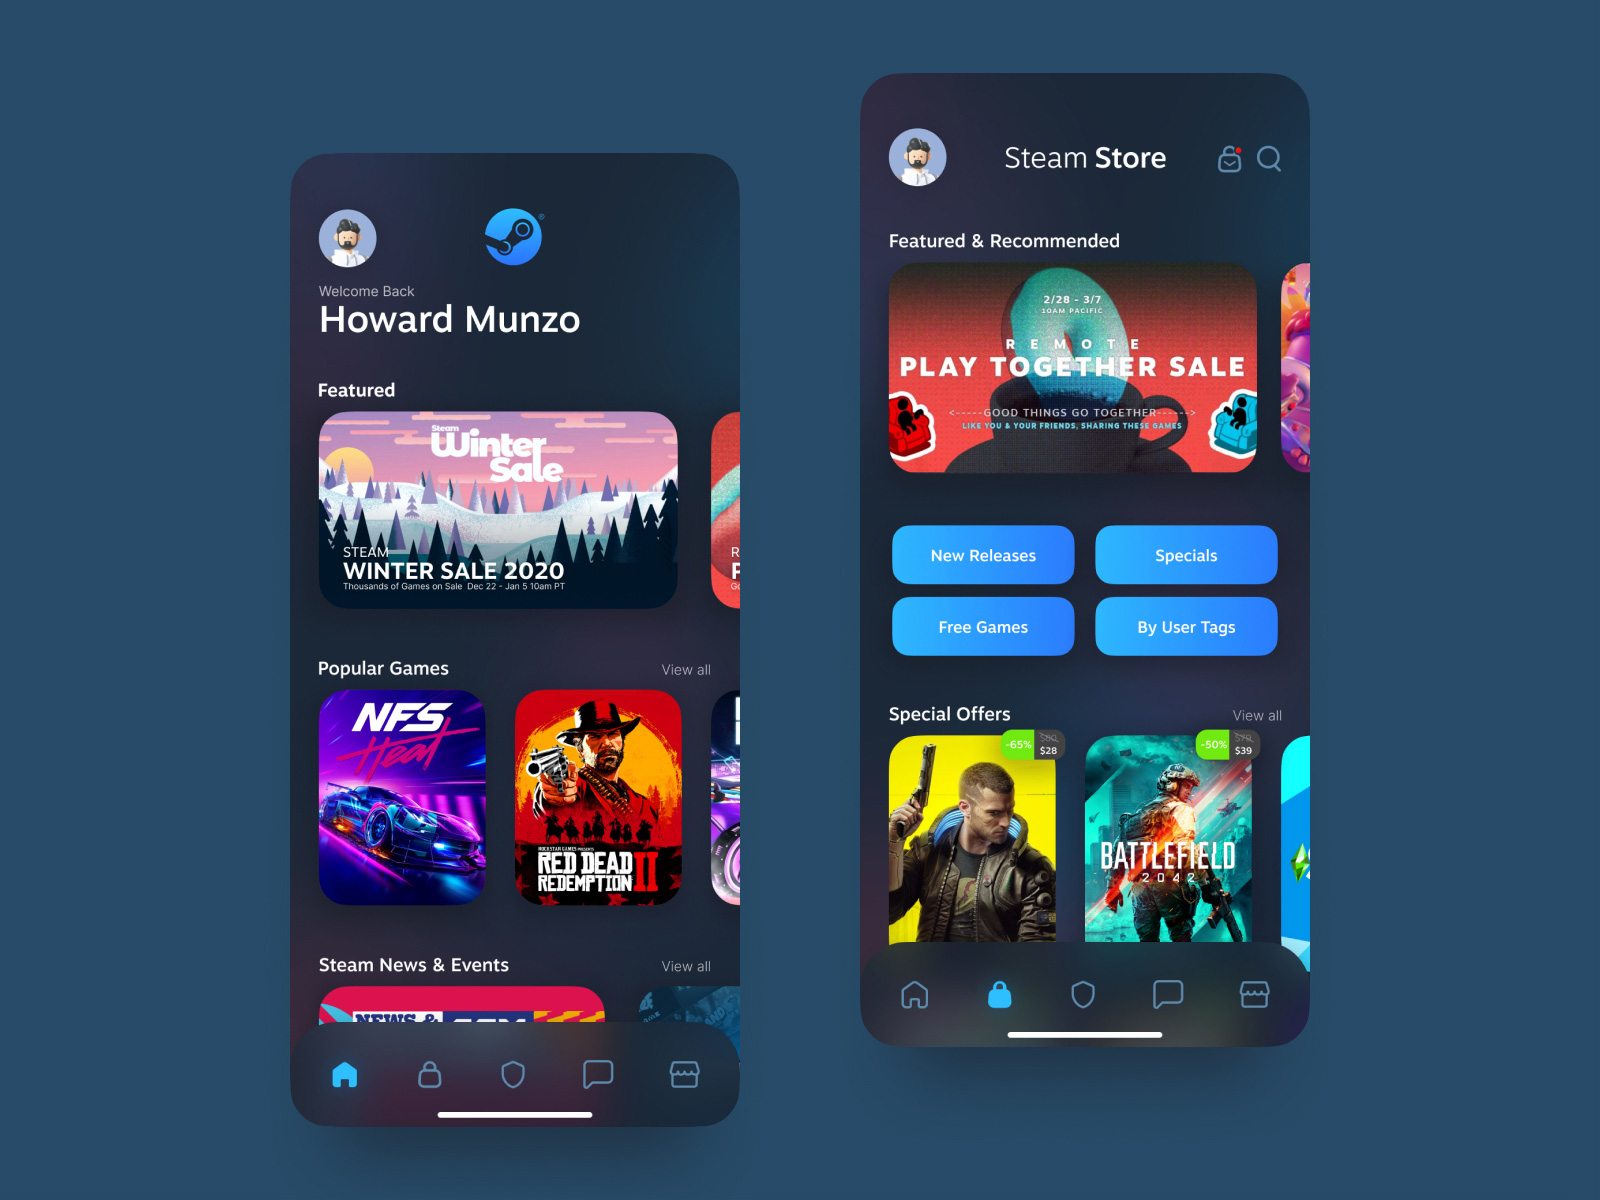 ®
Welcome Back
Howard Munzo
Featured
Steam
Winter
Sale
STEAM
WINTER SALE 2020
Thousands of Games on Sale Dec 22 - Jan 5 10am PT
R
P
Popular Games
View all
NFS
Heat
ROCKSTAR GAMES PRESENTS
RED DEAD
REDEMPTION II
Steam News & Events
View all
NEWS &
Steam Store
Featured & Recommended
2/28 - 3/7
10AM PACIFIC
REMOTE
PLAY TOGETHER SALE
<-----GOOD THINGS GO TOGETHER------>
LIKE YOU & YOUR FRIENDS, SHARING THESE GAMES
New Releases
Specials
Free Games
By User Tags
Special Offers
View all
-65%
$28
-50%
$79
$39
BATTLEFIELD
2042